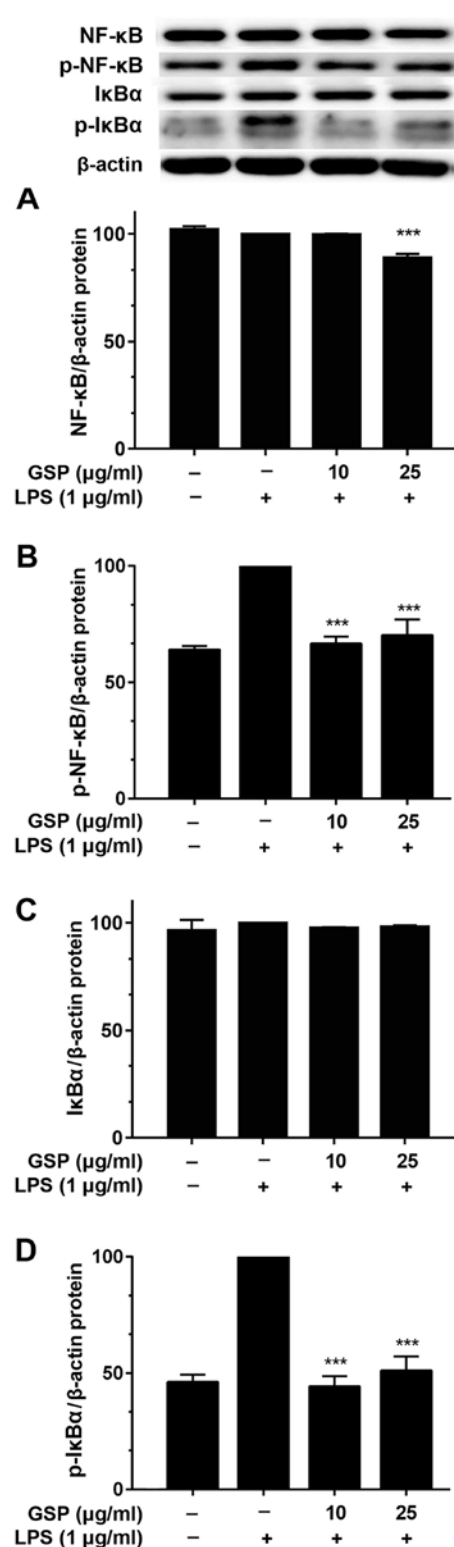 NF-κB
p-NF-κB
IκBα
p-IκBα
β-actin
A
NF-κB/β-actin protein
100
50
0
***
GSP (μg/ml) – – 10 25
LPS (1 μg/ml) – + + +
B
p-NF-κB/β-actin protein
100
50
0
*** ***
GSP (μg/ml) – – 10 25
LPS (1 μg/ml) – + + +
C
IκBα/β-actin protein
100
50
0
GSP (μg/ml) – – 10 25
LPS (1 μg/ml) – + + +
D
p-IκBα/β-actin protein
100
50
0
*** ***
GSP (μg/ml) – – 10 25
LPS (1 μg/ml) – + + +